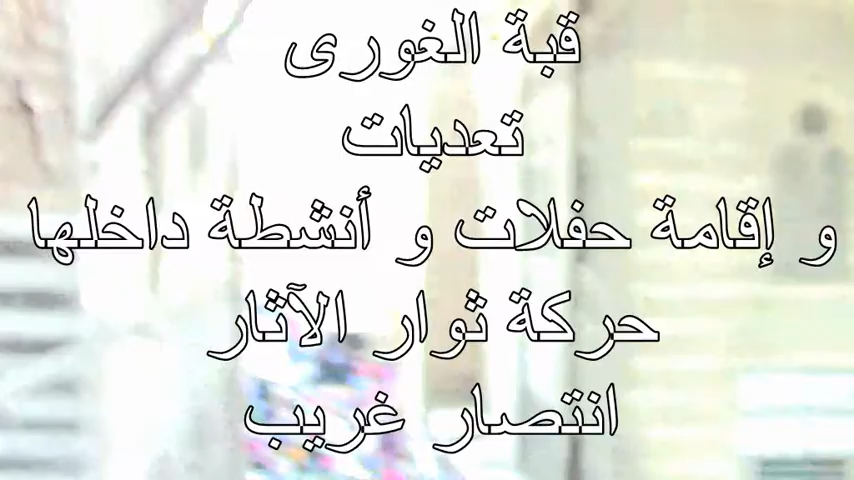 قبة الغورى
تعديات
و إقامة حفلات و أنشطة داخلها
حركة ثوار الآثار
انتصار غريب